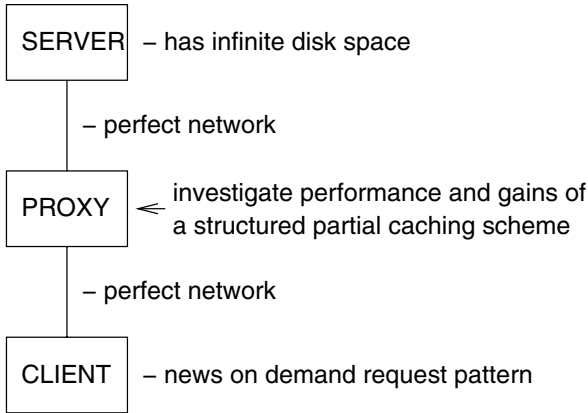 SERVER – has infinite disk space
– perfect network
PROXY investigate performance and gains of
a structured partial caching scheme
– perfect network
CLIENT – news on demand request pattern